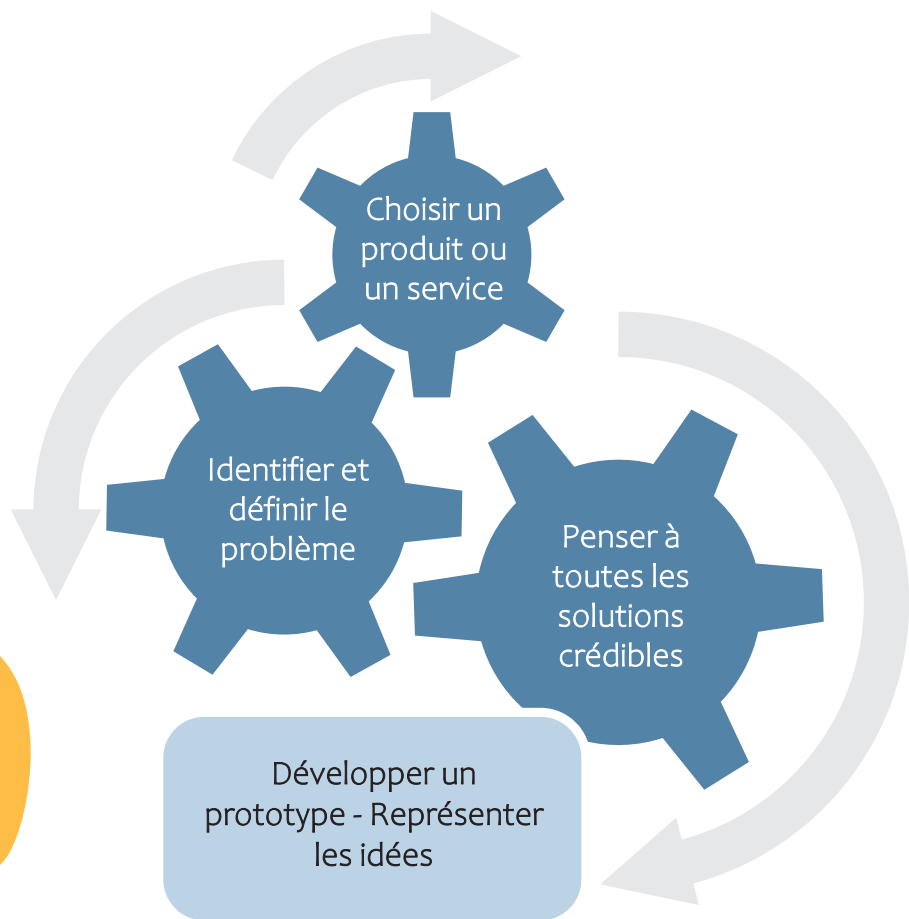 Choisir un
produit ou
un service
Identifier et
définir le
problème
Penser à
toutes les
solutions
crédibles
Développer un
prototype - Représenter
les idées